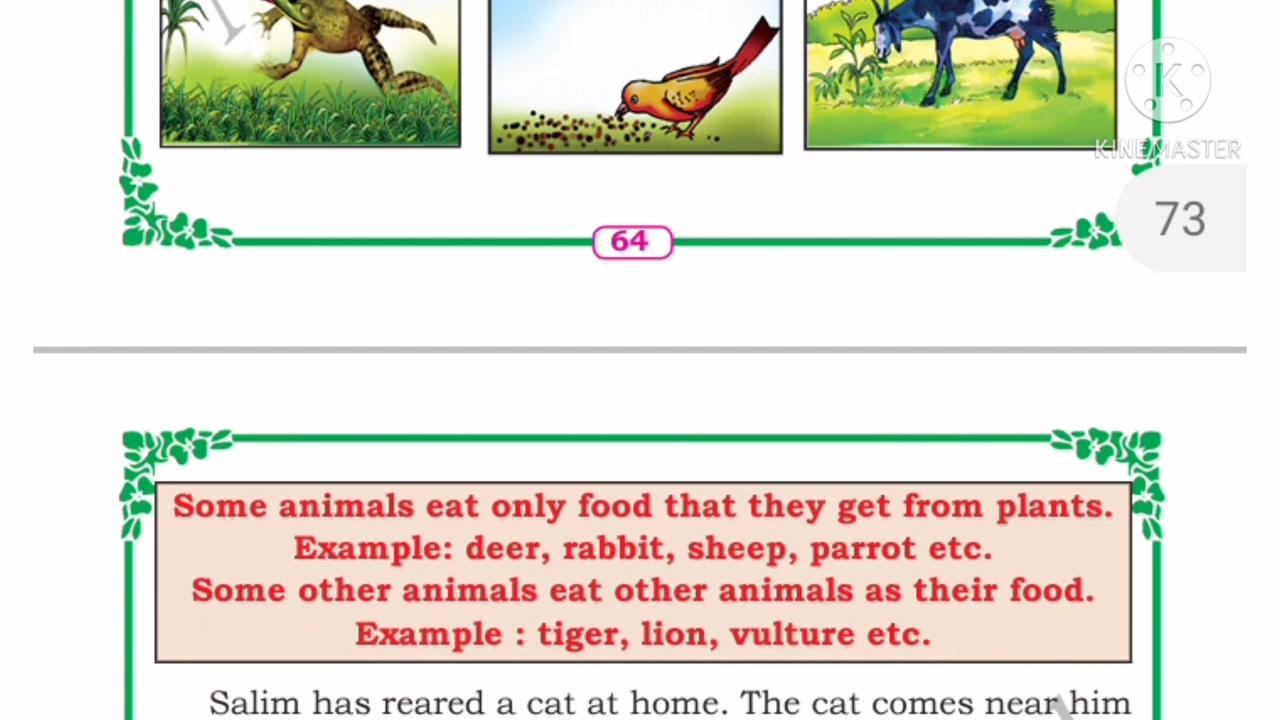 KINEMASTER
73
64
Some animals eat only food that they get from plants.
Example: deer, rabbit, sheep, parrot etc.
Some other animals eat other animals as their food.
Example : tiger, lion, vulture etc.
Salim has reared a cat at home. The cat comes near him